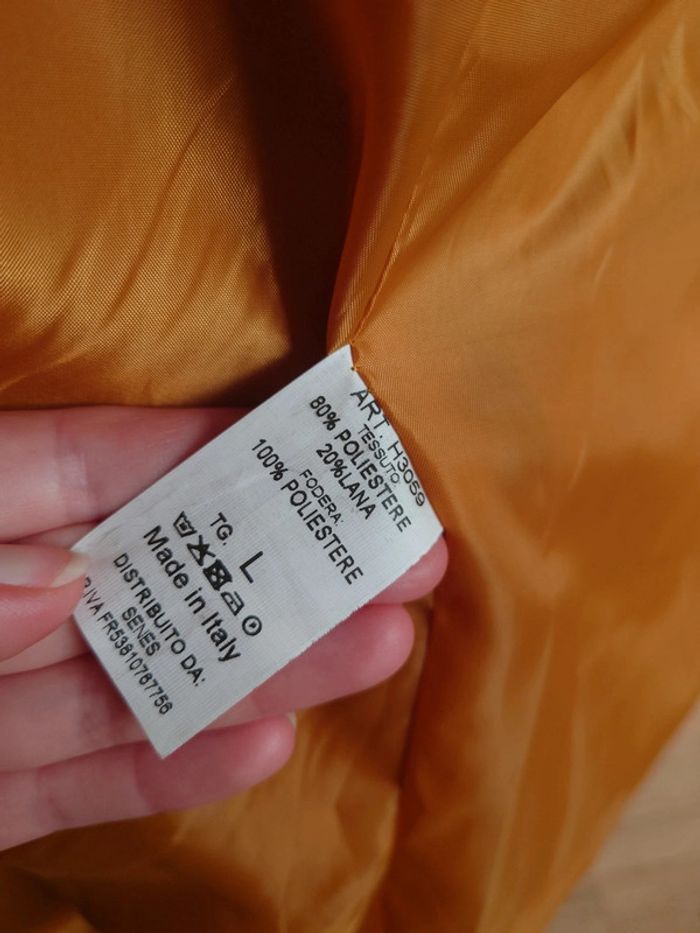 ART. H3059
TESSUTO:
80% POLIESTERE
20%LANA
FODERA:
100% POLIESTERE
TG. L
Made in Italy
DISTRIBUITO DA:
SENES
IVA FR53810767756